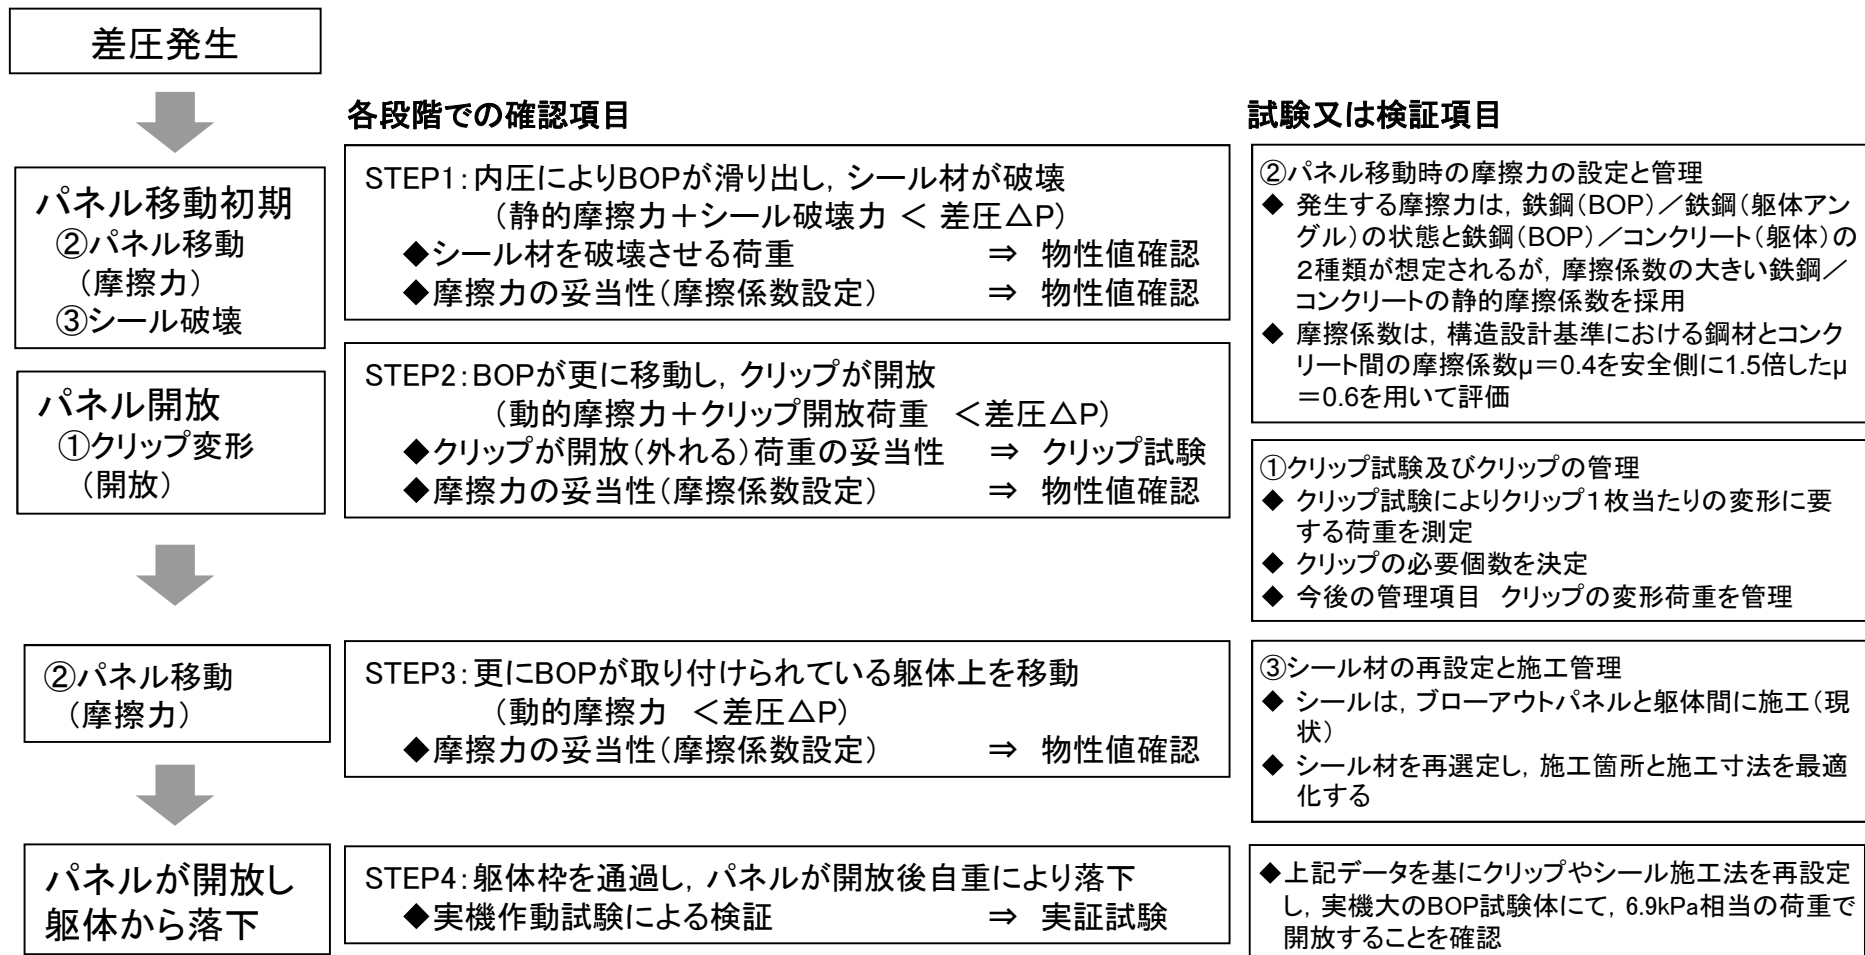 差圧発生
パネル移動初期
②パネル移動
（摩擦力）
③シール破壊
パネル開放
①クリップ変形
（開放）
②パネル移動
（摩擦力）
パネルが開放し
躯体から落下
各段階での確認項目
STEP1：内圧によりBOPが滑り出し，シール材が破壊
（静的摩擦力＋シール破壊力 ＜ 差圧△P）
◆シール材を破壊させる荷重 ⇒ 物性値確認
◆摩擦力の妥当性（摩擦係数設定） ⇒ 物性値確認
STEP2：BOPが更に移動し，クリップが開放
（動的摩擦力＋クリップ開放荷重 ＜差圧△P）
◆クリップが開放（外れる）荷重の妥当性 ⇒ クリップ試験
◆摩擦力の妥当性（摩擦係数設定） ⇒ 物性値確認
STEP3：更にBOPが取り付けられている躯体上を移動
（動的摩擦力 ＜差圧△P）
◆摩擦力の妥当性（摩擦係数設定） ⇒ 物性値確認
STEP4：躯体枠を通過し，パネルが開放後自重により落下
◆実機作動試験による検証 ⇒ 実証試験
試験又は検証項目
②パネル移動時の摩擦力の設定と管理
◆ 発生する摩擦力は，鉄鋼（BOP）／鉄鋼（躯体アン
グル）の状態と鉄鋼（BOP）／コンクリート（躯体）の
２種類が想定されるが，摩擦係数の大きい鉄鋼／
コンクリートの静的摩擦係数を採用
◆ 摩擦係数は，構造設計基準における鋼材とコンク
リート間の摩擦係数μ＝0.4を安全側に1.5倍したμ
＝0.6を用いて評価
①クリップ試験及びクリップの管理
◆ クリップ試験によりクリップ１枚当たりの変形に要
する荷重を測定
◆ クリップの必要個数を決定
◆ 今後の管理項目 クリップの変形荷重を管理
③シール材の再設定と施工管理
◆ シールは，ブローアウトパネルと躯体間に施工（現
状）
◆ シール材を再選定し，施工箇所と施工寸法を最適
化する
◆上記データを基にクリップやシール施工法を再設定
し，実機大のBOP試験体にて，6.9kPa相当の荷重で
開放することを確認